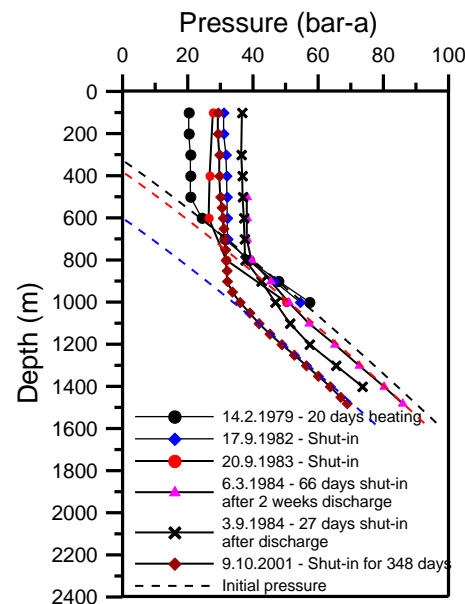 Pressure (bar-a)
0 20 40 60 80 100
Depth (m)
0
200
400
600
800
1000
1200
1400
1600
1800
2000
2200
2400
14.2.1979 - 20 days heating
17.9.1982 - Shut-in
20.9.1983 - Shut-in
6.3.1984 - 66 days shut-in
after 2 weeks discharge
3.9.1984 - 27 days shut-in
after discharge
9.10.2001 - Shut-in for 348 days
Initial pressure